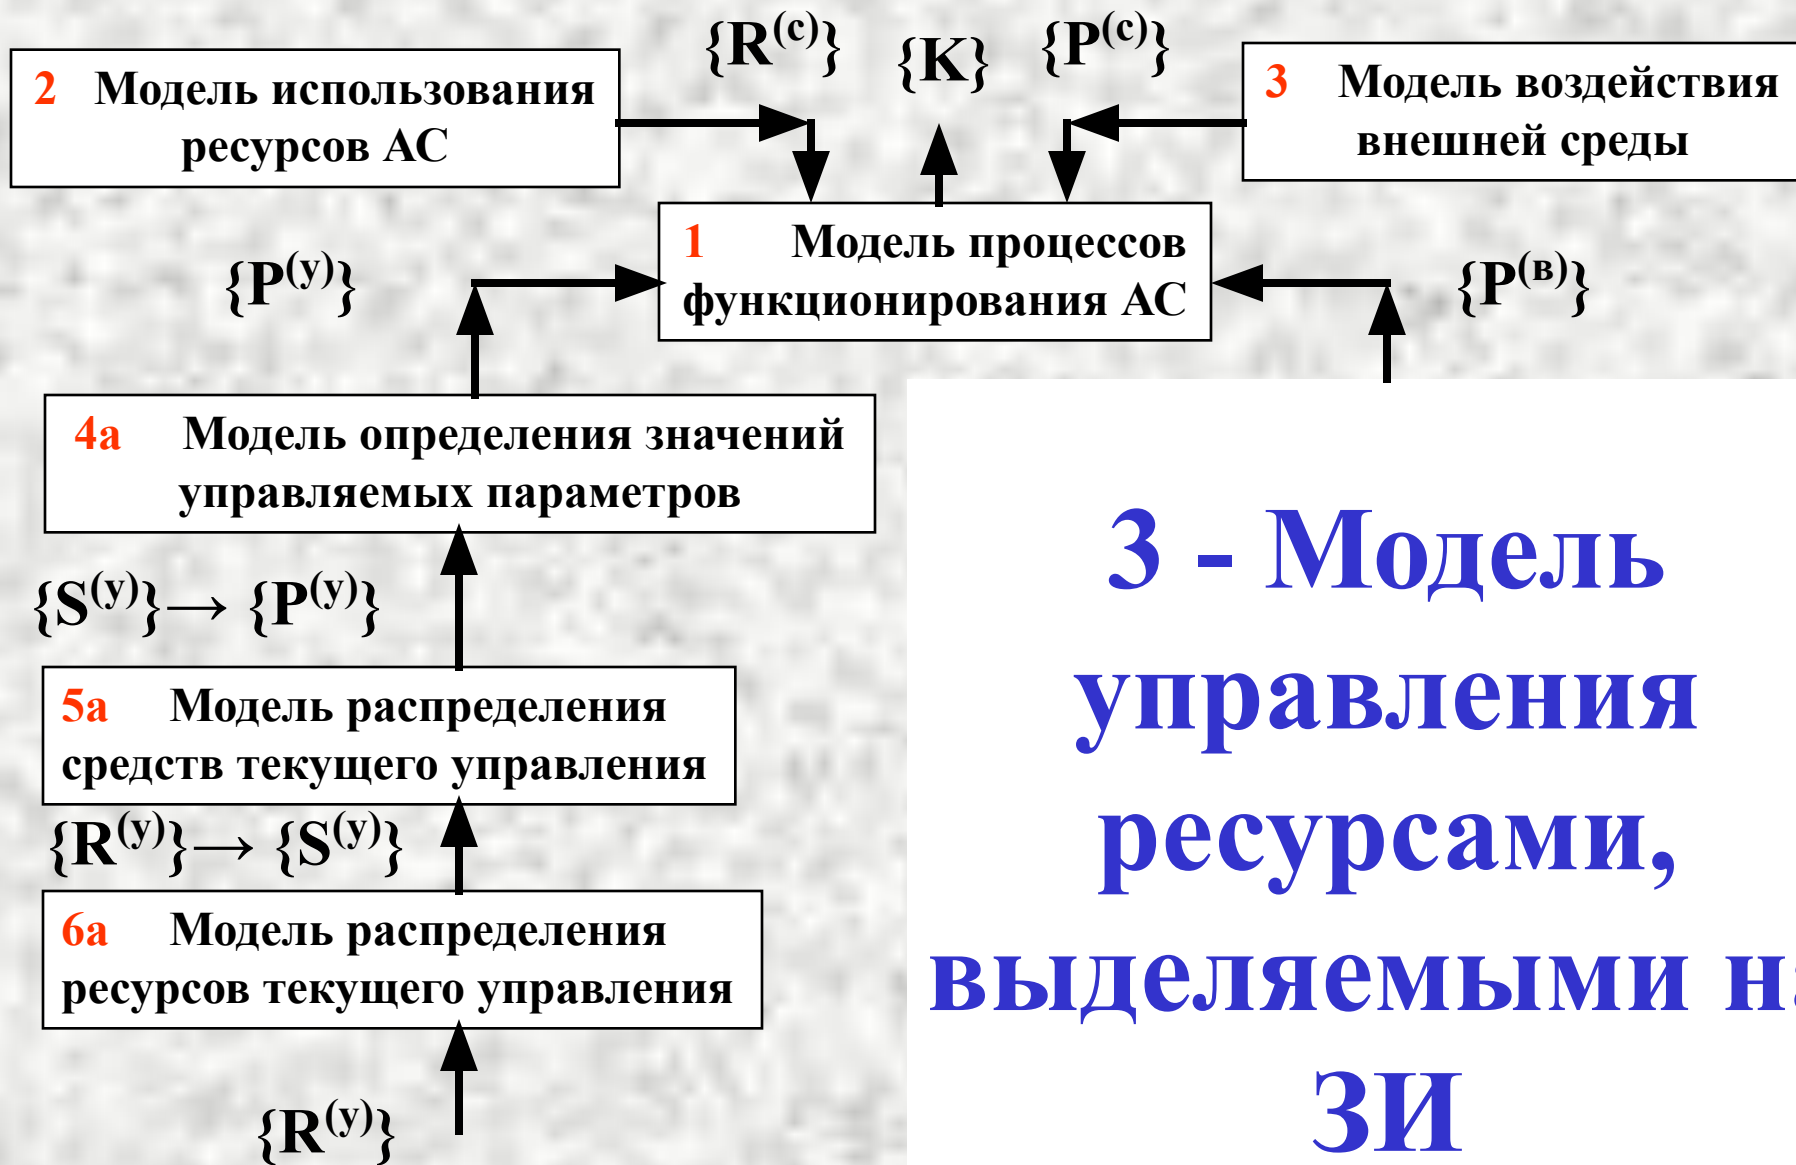 {R(с)} {K} {P(с)}
2 Модель использования
ресурсов АС
3 Модель воздействия
внешней среды
1 Модель процессов
функционирования АС
{P(у)}
{P(в)}
4а Модель определения значений
управляемых параметров
{S(у)}→ {P(у)}
5а Модель распределения
средств текущего управления
{R(у)}→ {S(у)}
6а Модель распределения
ресурсов текущего управления
{R(у)}
3 - Модель
управления
ресурсами,
выделяемыми на
ЗИ